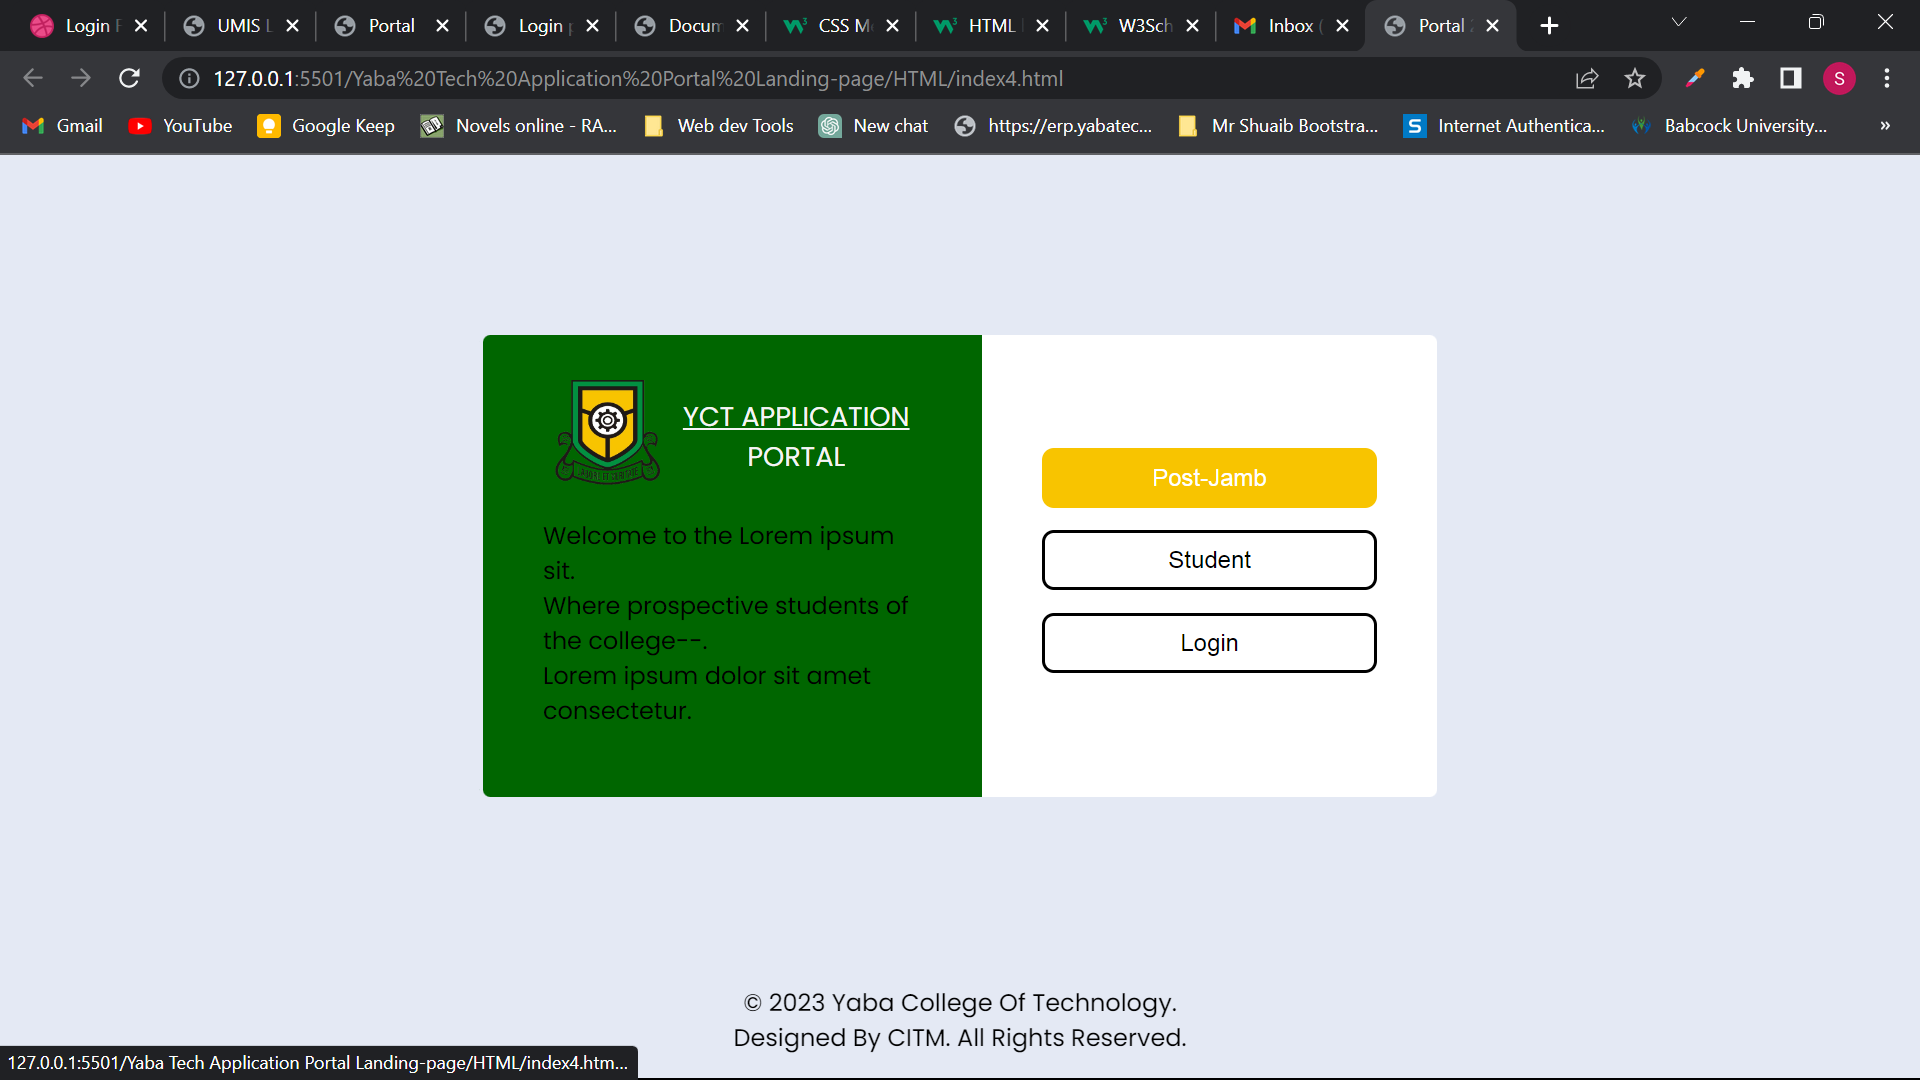 Login F
UMIS L
Portal
Login p
Docum
CSS M
HTML
W3Sch
Inbox (
Portal
127.0.0.1:5501/Yaba%20Tech%20Application%20Portal%20Landing-page/HTML/index4.html
S
Gmail
YouTube
Google Keep
Novels online - RA...
Web dev Tools
New chat
https://erp.yabatec...
Mr Shuaib Bootstra...
S
Internet Authentica...
Babcock University...
»
YCT APPLICATION
PORTAL
Welcome to the Lorem ipsum
sit.
Where prospective students of
the college--.
Lorem ipsum dolor sit amet
consectetur.
Post-Jamb
Student
Login
© 2023 Yaba College Of Technology.
Designed By CITM. All Rights Reserved.
127.0.0.1:5501/Yaba Tech Application Portal Landing-page/HTML/index4.htm...